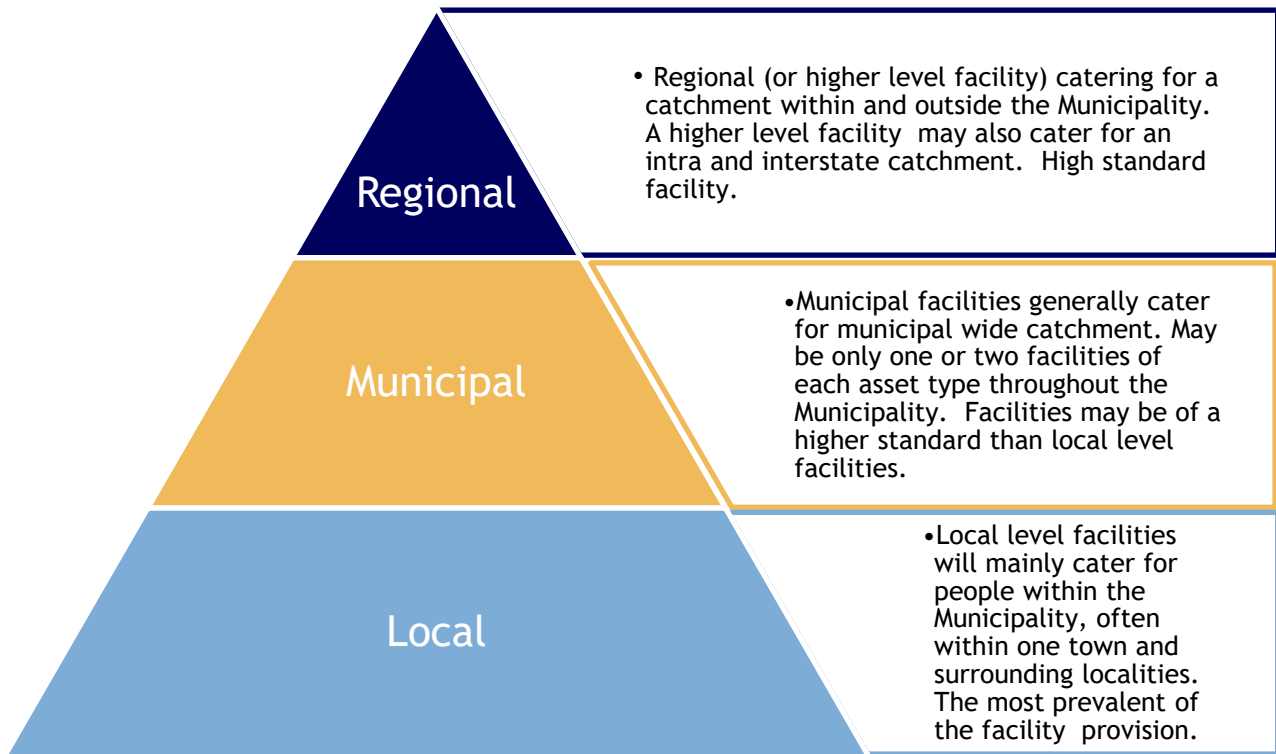 Regional
• Regional (or higher level facility) catering for a
catchment within and outside the Municipality.
A higher level facility may also cater for an
intra and interstate catchment. High standard
facility.
Municipal
•Municipal facilities generally cater
for municipal wide catchment. May
be only one or two facilities of
each asset type throughout the
Municipality. Facilities may be of a
higher standard than local level
facilities.
Local
•Local level facilities
will mainly cater for
people within the
Municipality, often
within one town and
surrounding localities.
The most prevalent of
the facility provision.